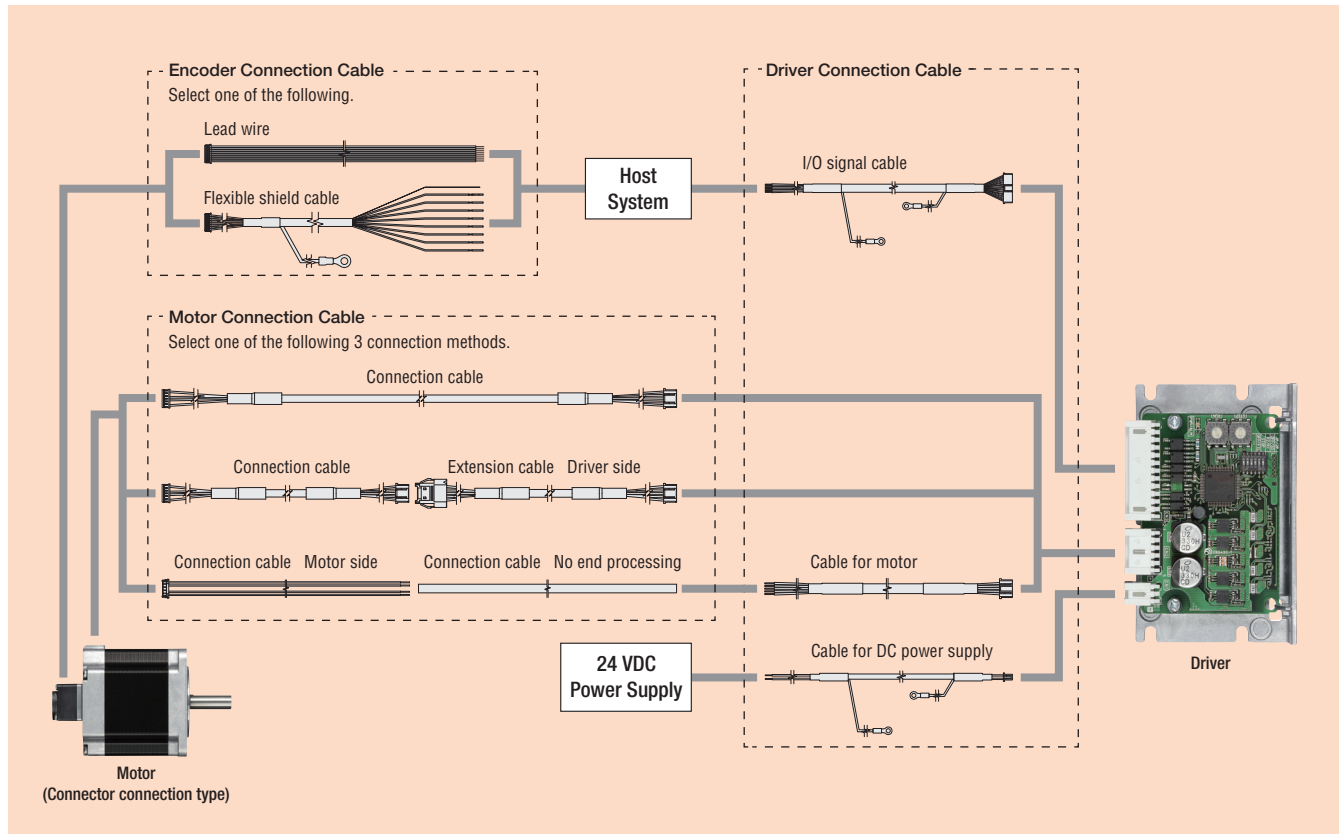 Encoder Connection Cable
Select one of the following.
Lead wire
Flexible shield cable
Host
System
Driver Connection Cable
I/O signal cable
Motor Connection Cable
Select one of the following 3 connection methods.
Connection cable
Connection cable
Extension cable
Driver side
Connection cable
Motor side
Connection cable
No end processing
Cable for motor
24 VDC
Power Supply
Cable for DC power supply
Driver
Motor
(Connector connection type)